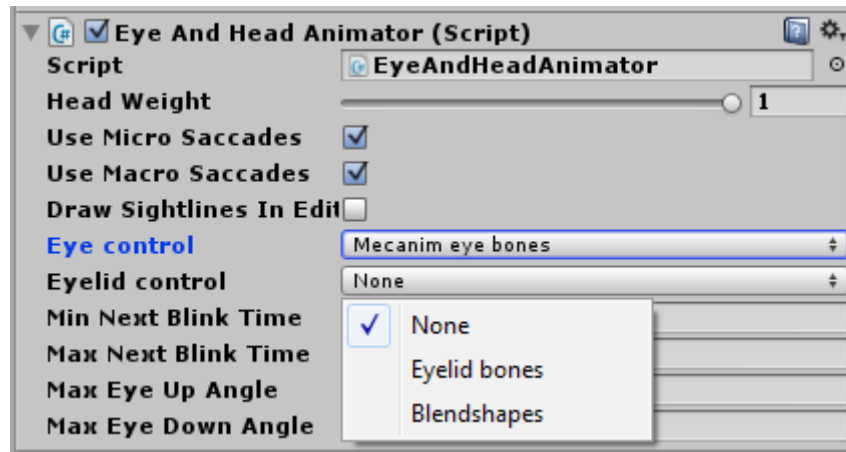 Eye And Head Animator (Script)
Script EyeAndHeadAnimator
Head Weight 1
Use Micro Saccades
Use Macro Saccades
Draw Sightlines In Edit
Eye control Mecanim eye bones
Eyelid control None
Min Next Blink Time None
Max Next Blink Time
Eyelid bones
Max Eye Up Angle
Blendshapes
Max Eye Down Angle